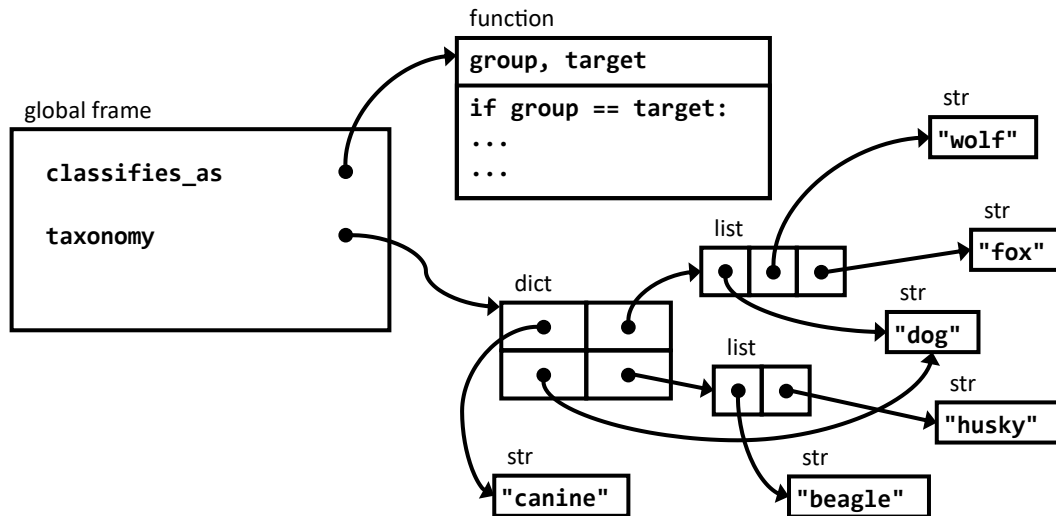 function
group, target
if group == target:
...
...
global frame
classifies_as
taxonomy
str
"wolf"
str
"fox"
list
dict
str
"dog"
list
str
"husky"
str
"canine"
str
"beagle"